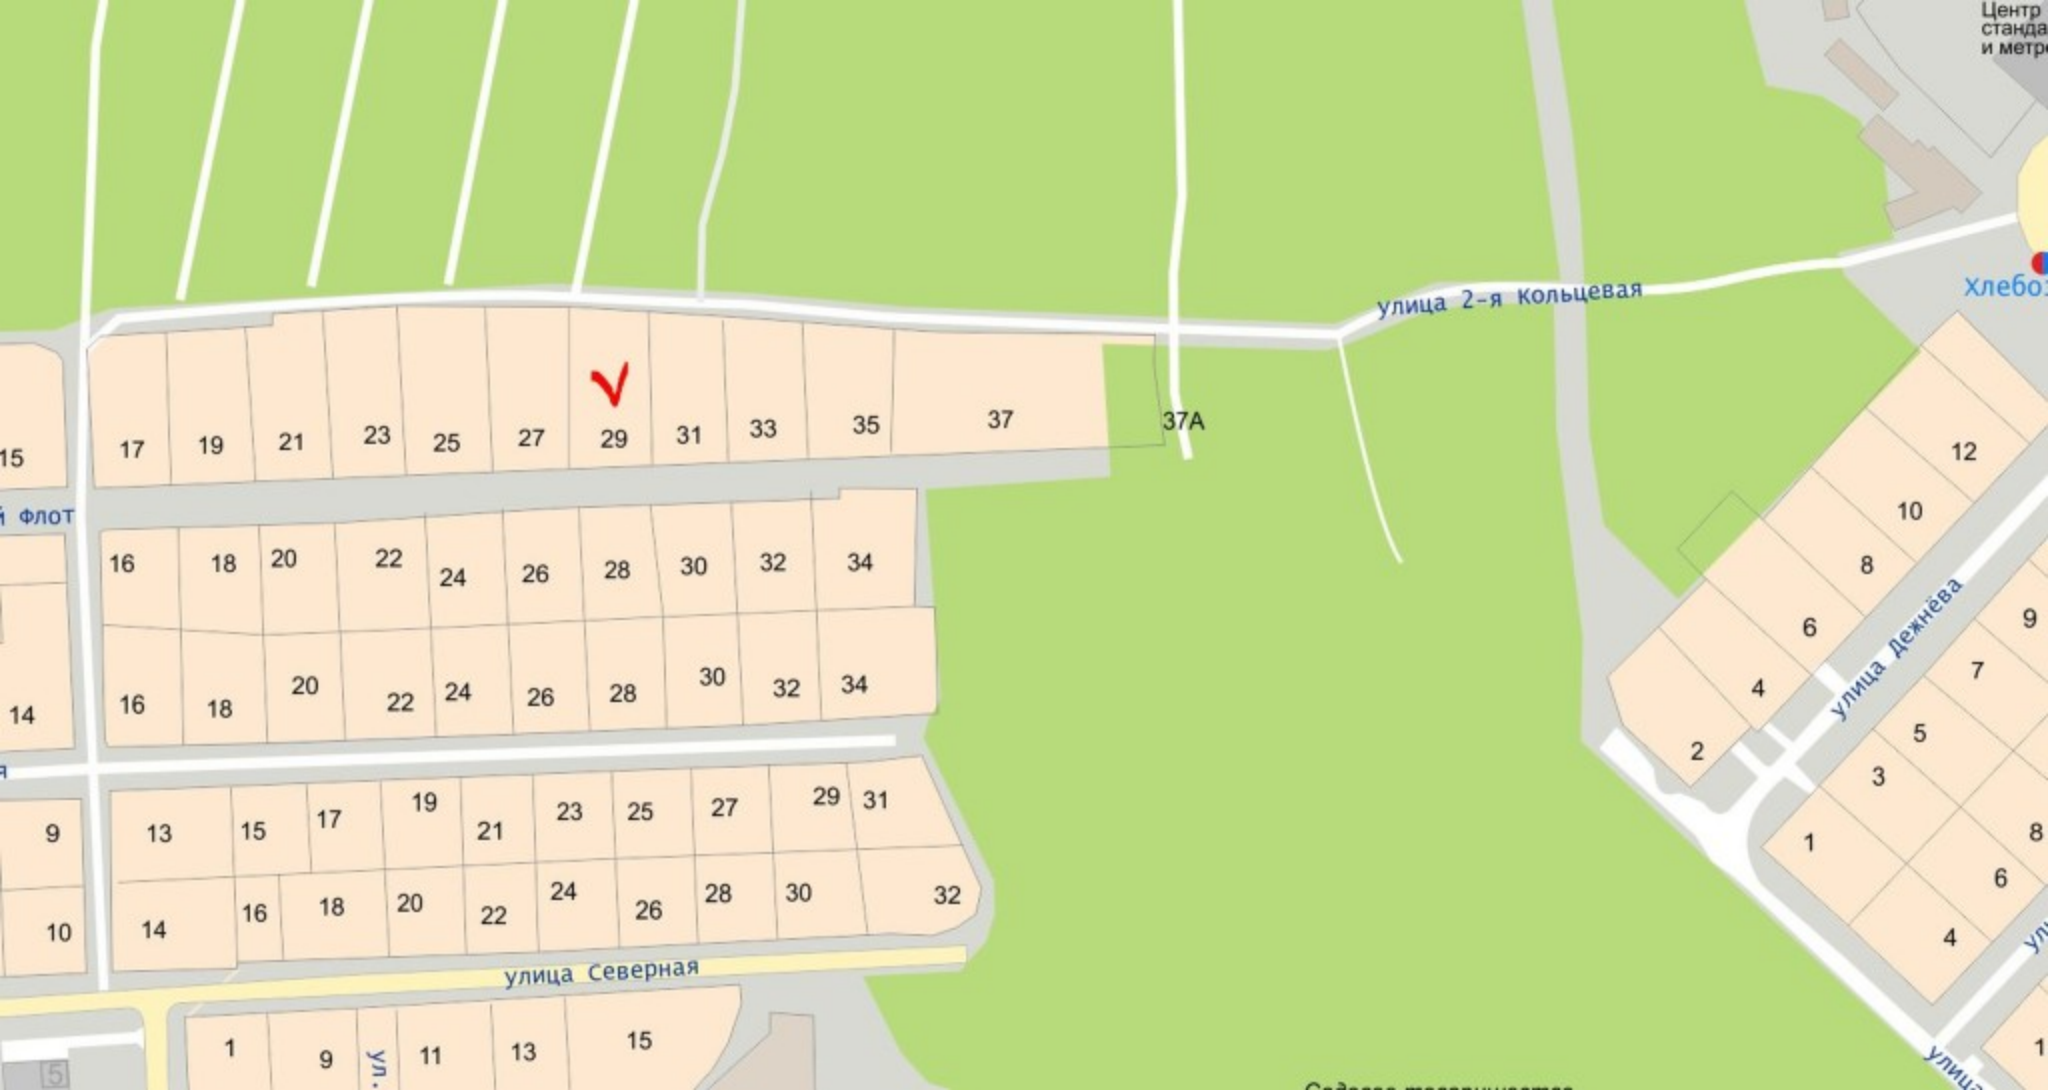 Центр
станда
и метро
улица 2-я Кольцевая
Хлебоз
37А
17 19 21 23 25 27 29 31 33 35 37
15
12
10
8
6
4
2
й Флот
16 18 20 22 24 26 28 30 32 34
16 18 20 22 24 26 28 30 32 34
14
я
улица Дежнёва
9
7
5
3
1
8
6
4
9
13 15 17 19 21 23 25 27 29 31
10
14 16 18 20 22 24 26 28 30 32
улица Северная
1 9 11 13 15
ул.
5
ули
улица
1